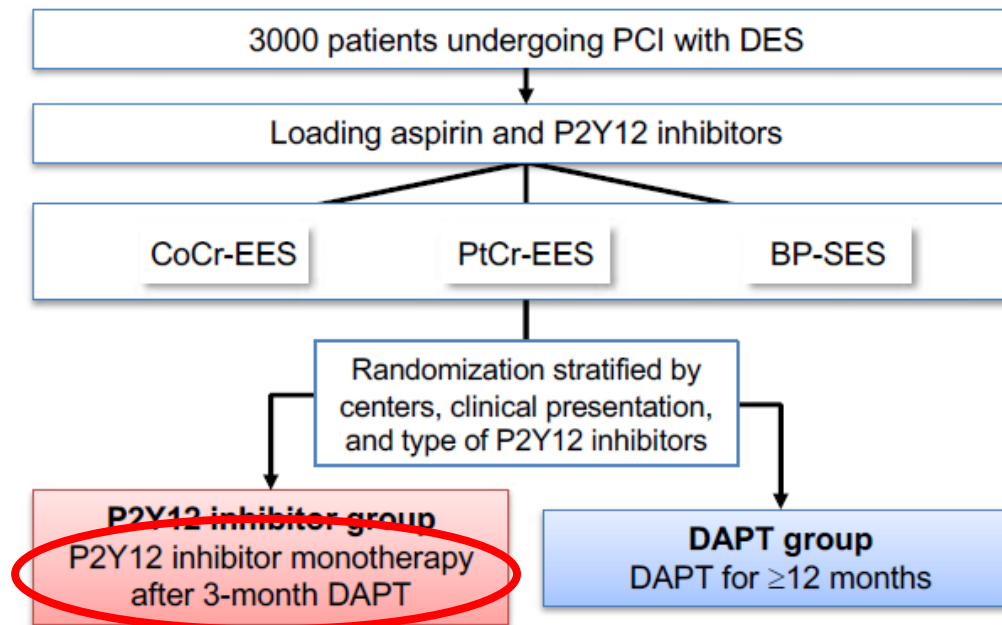 3000 patients undergoing PCI with DES
Loading aspirin and P2Y12 inhibitors
CoCr-EES
PtCr-EES
BP-SES
Randomization stratified by
centers, clinical presentation,
and type of P2Y12 inhibitors
P2Y12 inhibitor group
P2Y12 inhibitor monotherapy
after 3-month DAPT
DAPT group
DAPT for ≥12 months